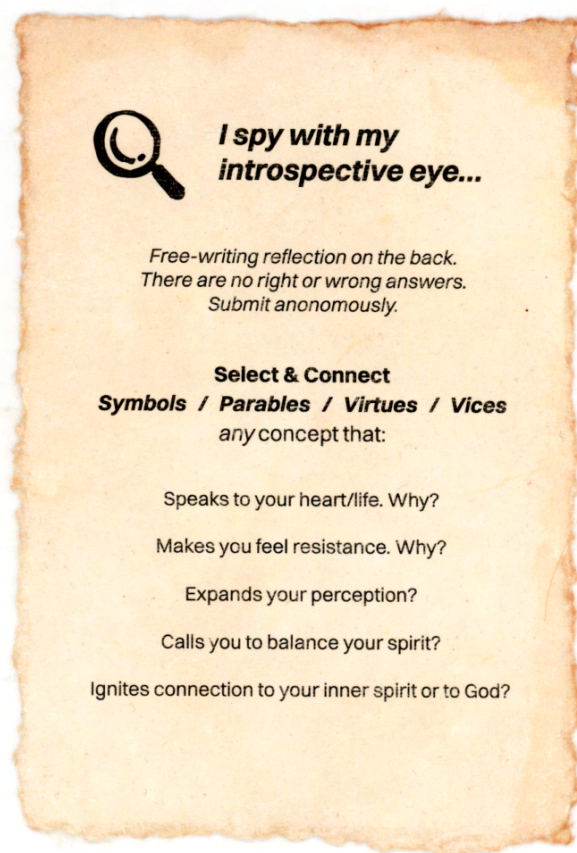 I spy with my
introspective eye...
Free-writing reflection on the back.
There are no right or wrong answers.
Submit anonomously.
Select & Connect
Symbols / Parables / Virtues / Vices
any concept that:
Speaks to your heart/life. Why?
Makes you feel resistance. Why?
Expands your perception?
Calls you to balance your spirit?
Ignites connection to your inner spirit or to God?